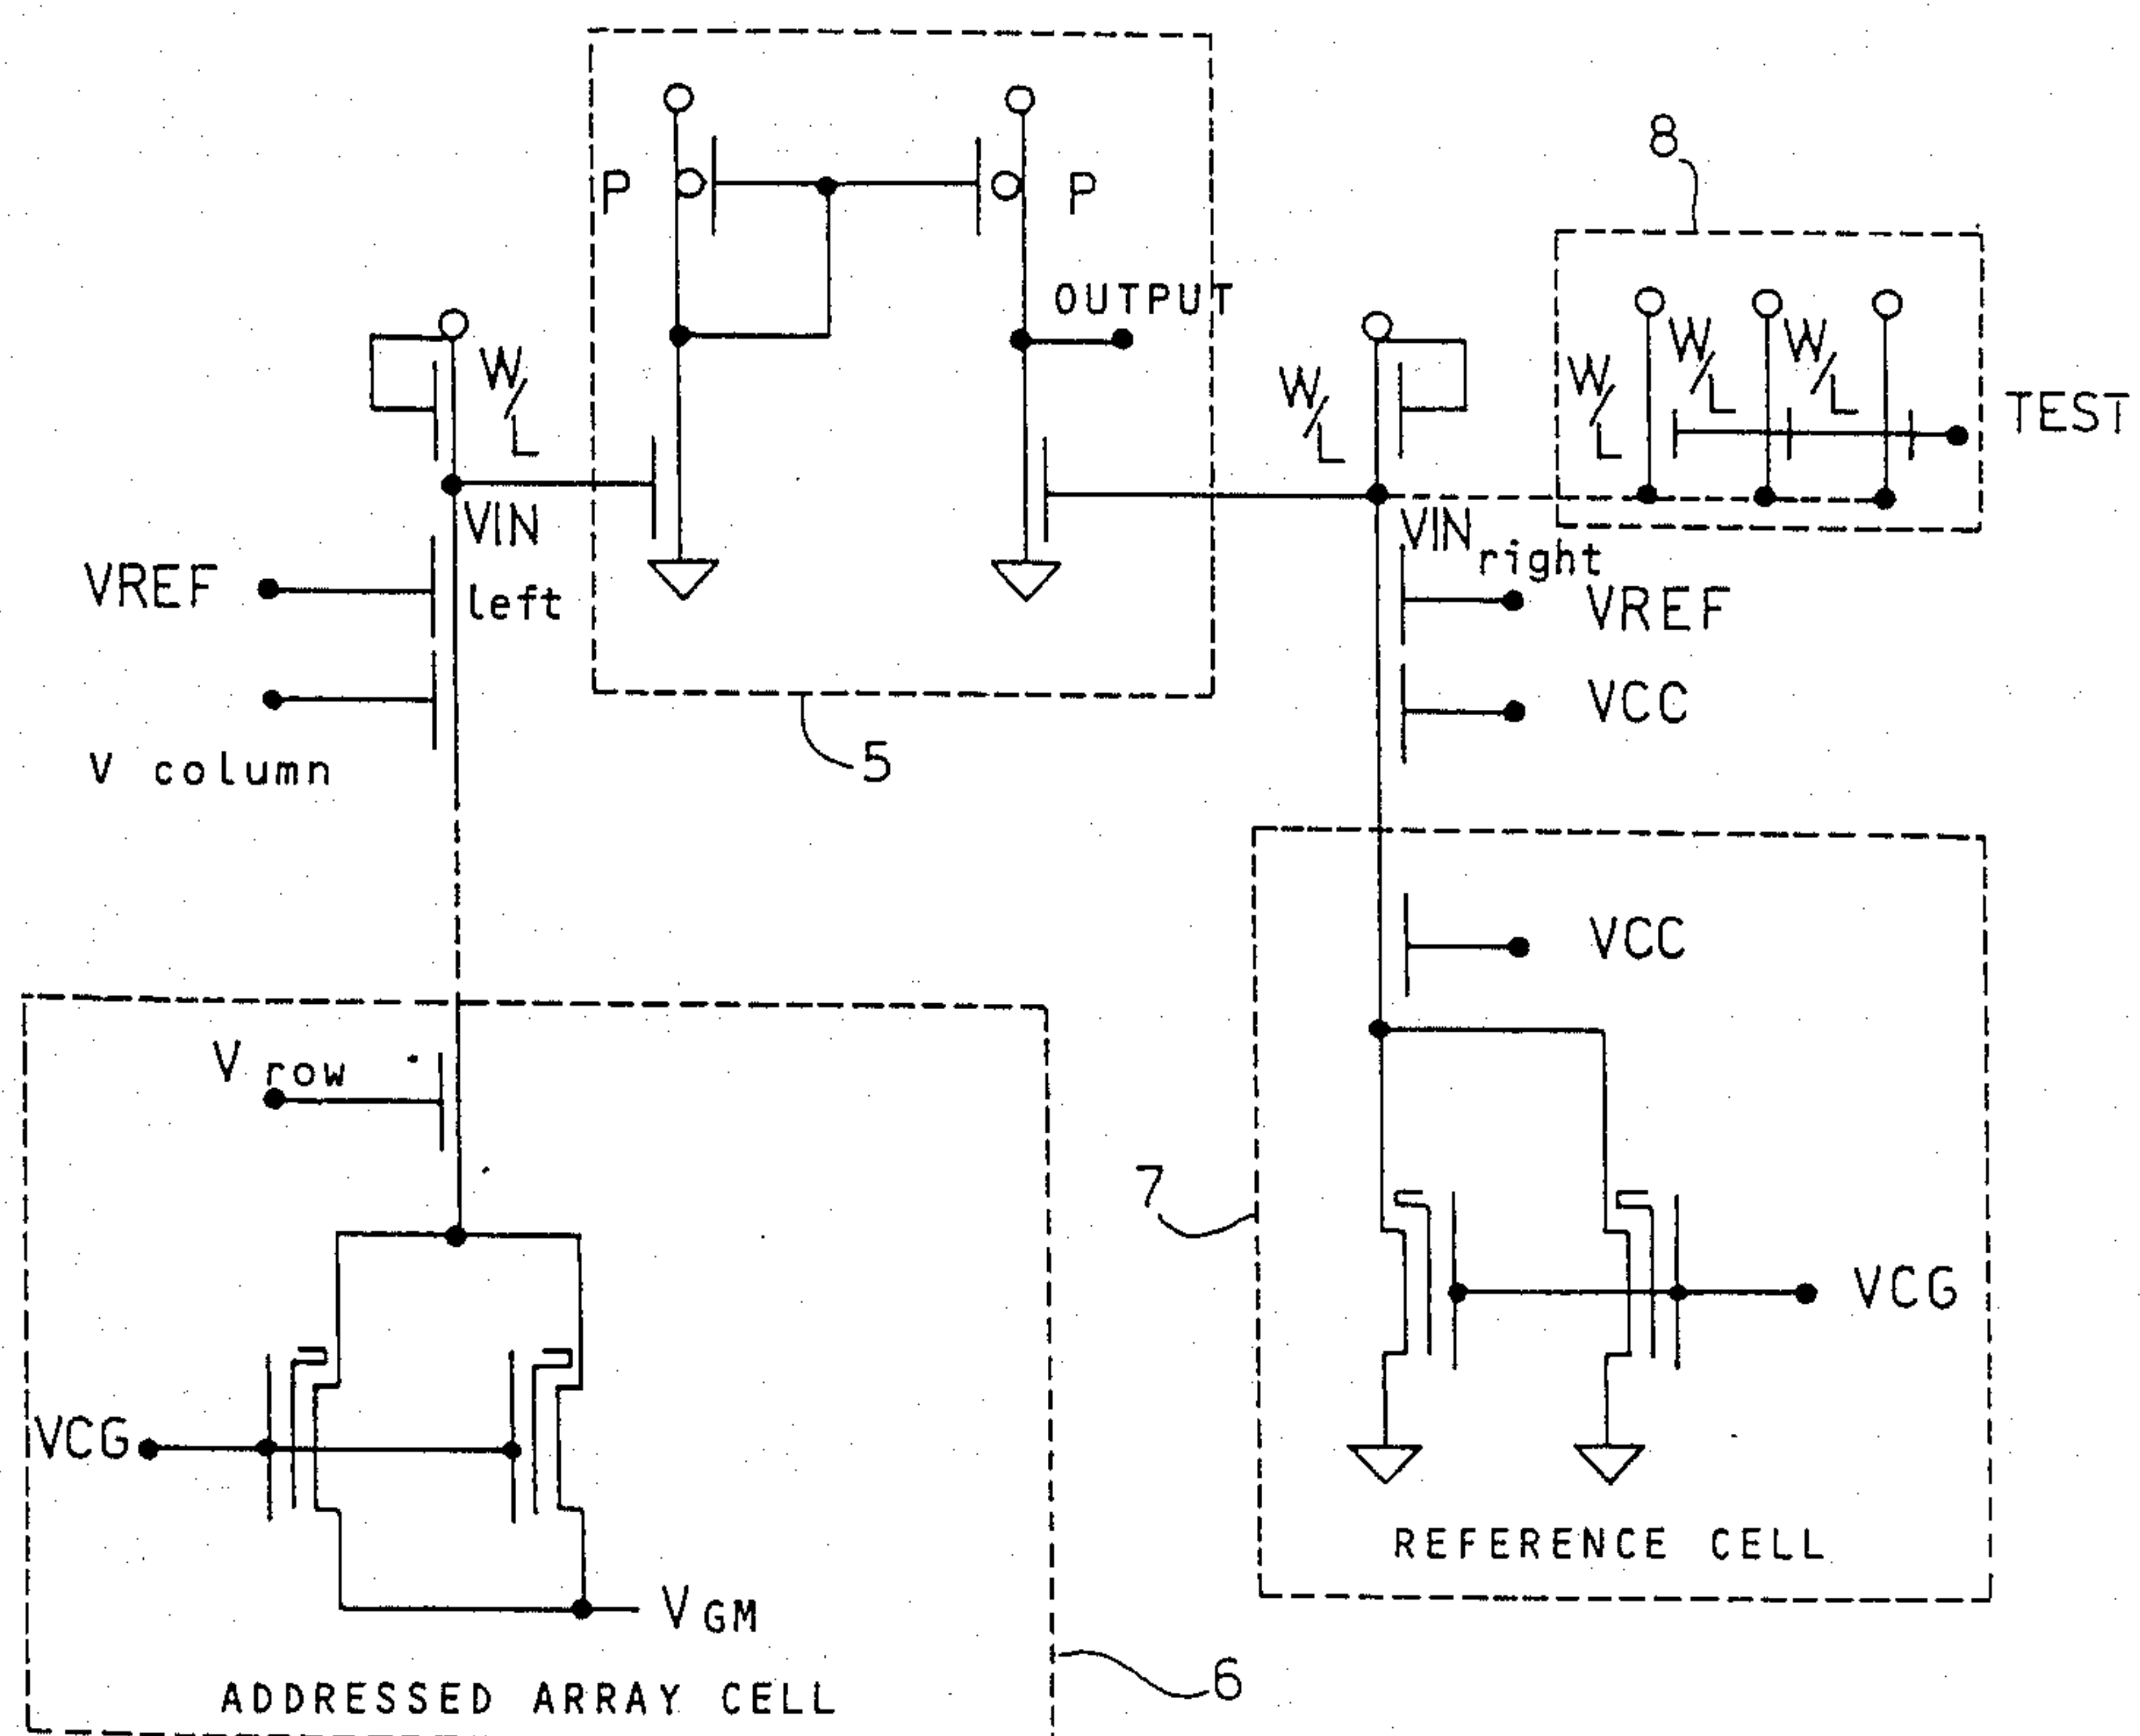 8
P
P
OUTPUT
W/L
W/L
W/L
W/L
W/L
TEST
VIN left
VIN right
VREF
VREF
VCC
V column
5
VCC
V row
7
VCG
VCG
REFERENCE CELL
V GM
6
ADDRESSED ARRAY CELL